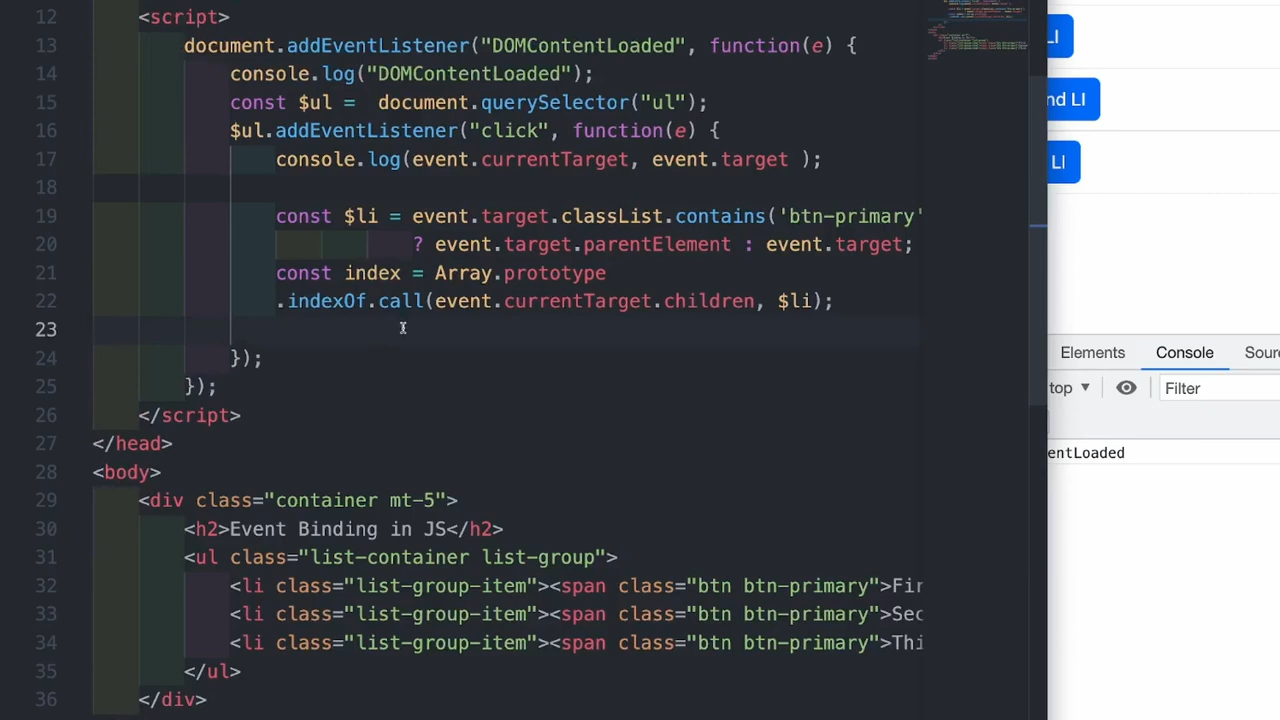 12 <script>
13 document.addEventListener("DOMContentLoaded", function(e) {
14 console.log("DOMContentLoaded");
15 const $ul =  document.querySelector("ul");
16 $ul.addEventListener("click", function(e) {
17 console.log(event.currentTarget, event.target );
18
19 const $li = event.target.classList.contains('btn-primary'
20 ? event.target.parentElement : event.target;
21 const index = Array.prototype
22 .indexOf.call(event.currentTarget.children, $li);
23
24 });
25 });
26 </script>
27 </head>
28 <body>
29 <div class="container mt-5">
30 <h2>Event Binding in JS</h2>
31 <ul class="list-container list-group">
32 <li class="list-group-item"><span class="btn btn-primary">Fir
33 <li class="list-group-item"><span class="btn btn-primary">Sec
34 <li class="list-group-item"><span class="btn btn-primary">Thi
35 </ul>
36 </div>
LI
nd LI
LI
Elements Console Sour
top ▼ Filter
entLoaded